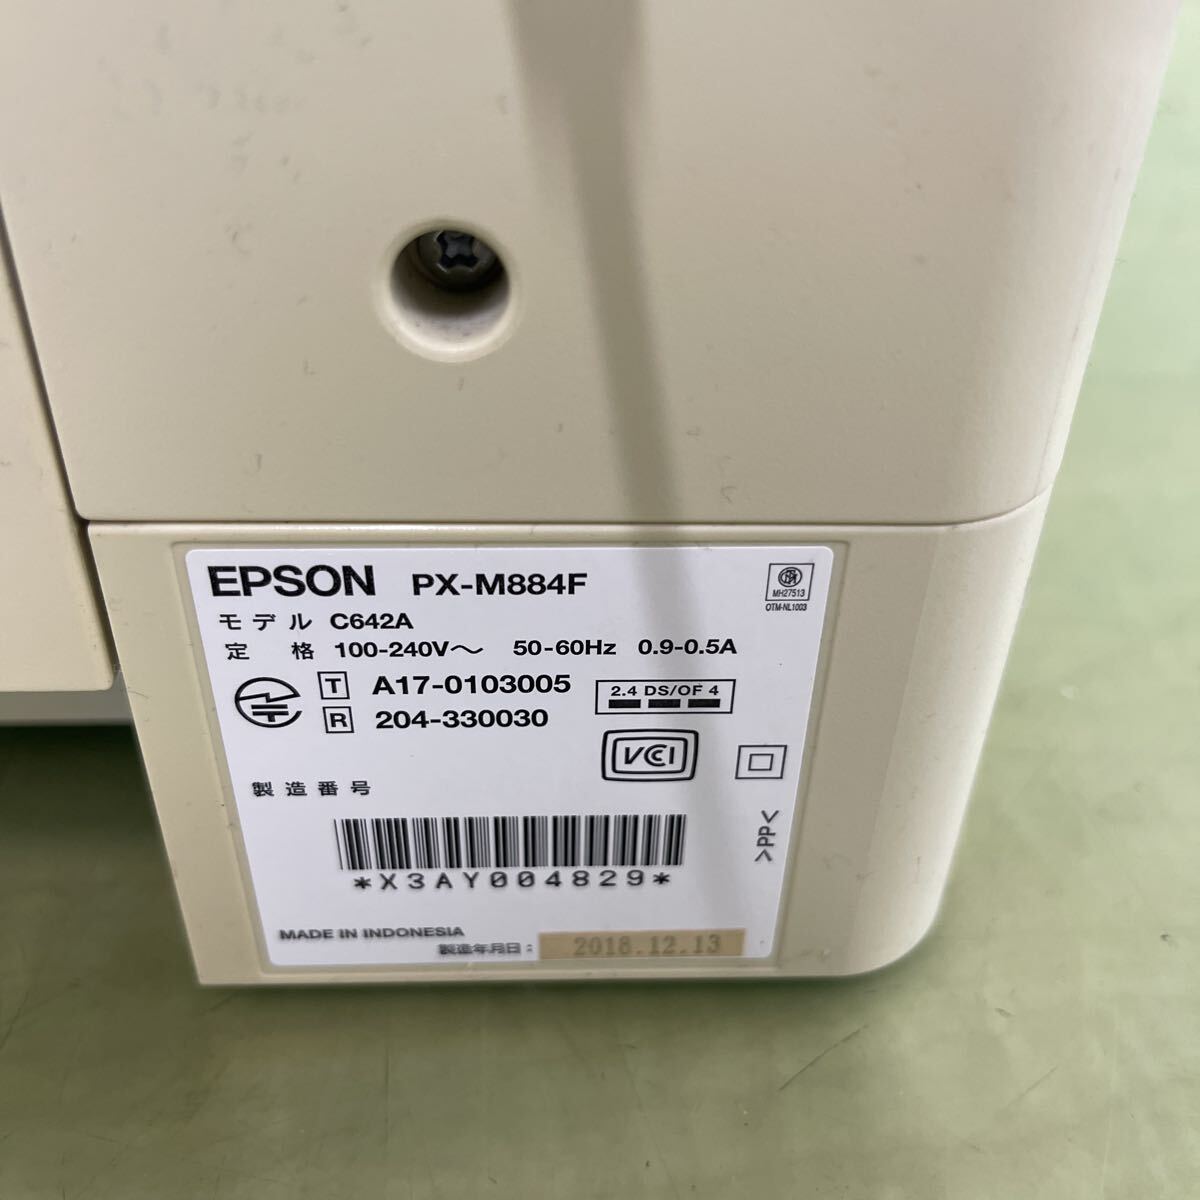 EPSON PX-M884F
MH27513
OTM-NL1003
モデル C642A
定 格 100-240V～ 50-60Hz 0.9-0.5A
T A17-0103005
R 204-330030
2.4 DS/OF 4
VCCI
製造番号
>PP<
*X3AY004829*
MADE IN INDONESIA
製造年月日: 2018.12.13